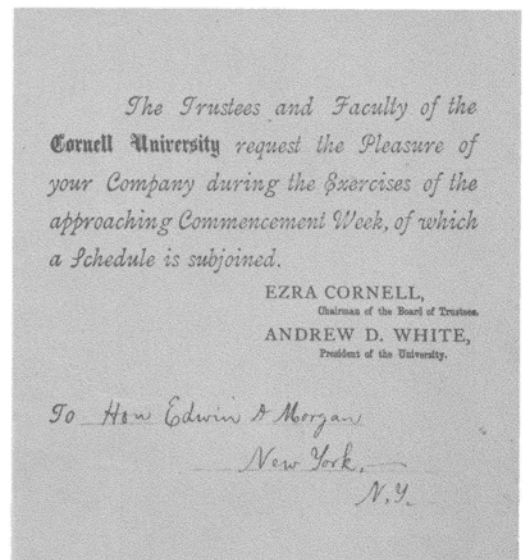 The Trustees and Faculty of the
Cornell University request the Pleasure of
your Company during the Exercises of the
approaching Commencement Week, of which
a Schedule is subjoined.
EZRA CORNELL,
Chairman of the Board of Trustees.
ANDREW D. WHITE,
President of the University.
To Hon Edwin D Morgan
New York,
N.Y.